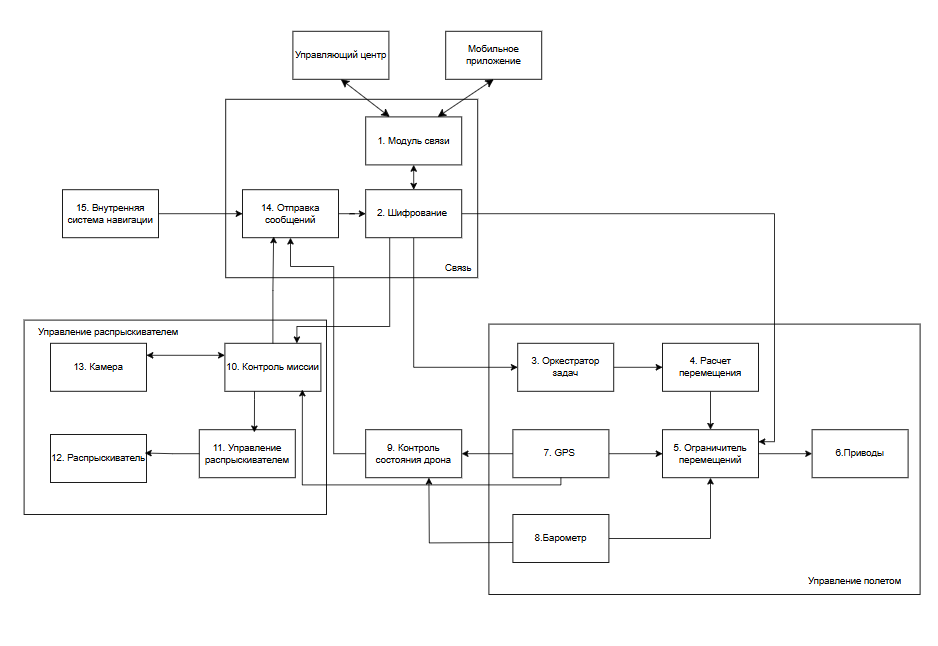 Управляющий центр
Мобильное
приложение
1. Модуль связи
15. Внутренняя
система навигации
14. Отправка
сообщений
2. Шифрование
Связь
Управление распрыскивателем
13. Камера
10. Контроль миссии
3. Оркестратор
задач
4. Расчет
перемещения
12. Распрыскиватель
11. Управление
распрыскивателем
9. Контроль
состояния дрона
7. GPS
5. Ограничитель
перемещений
6.Приводы
8.Барометр
Управление полетом